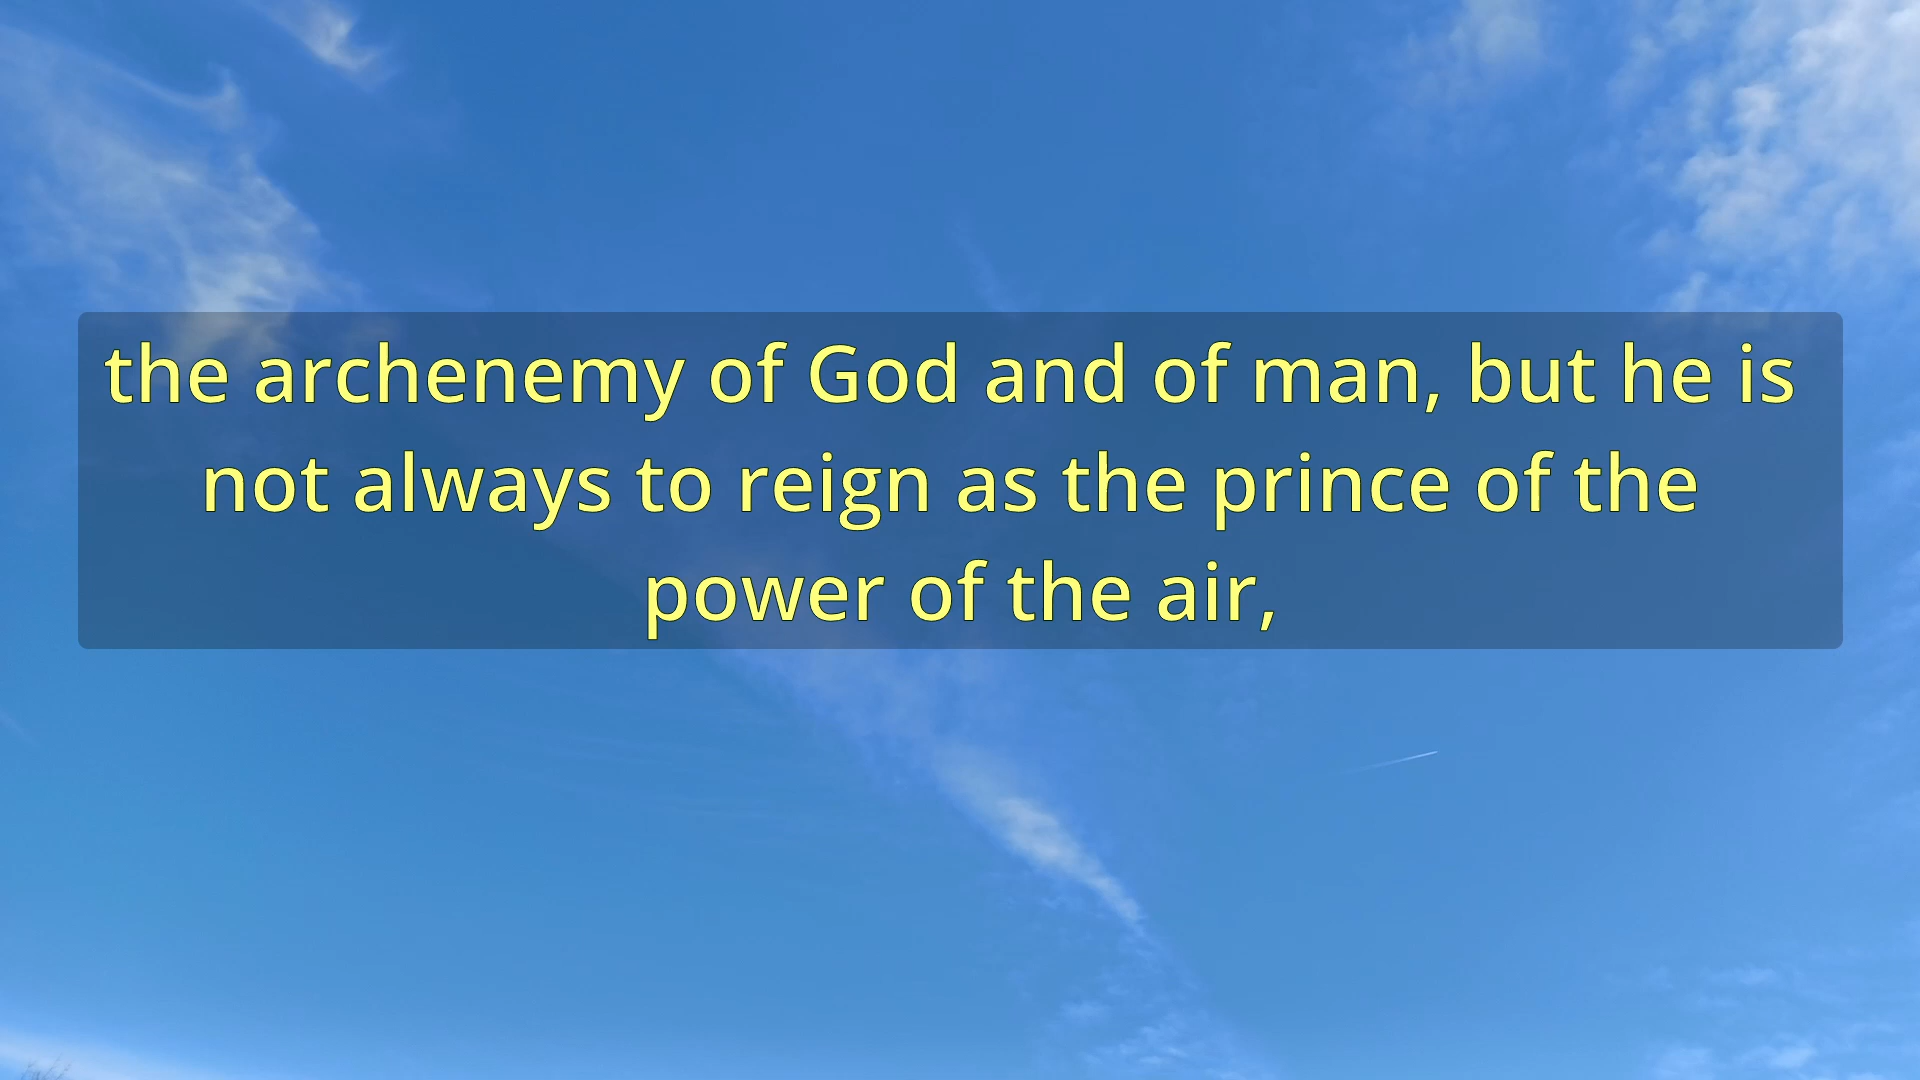 the archenemy of God and of man, but he is
not always to reign as the prince of the
power of the air,